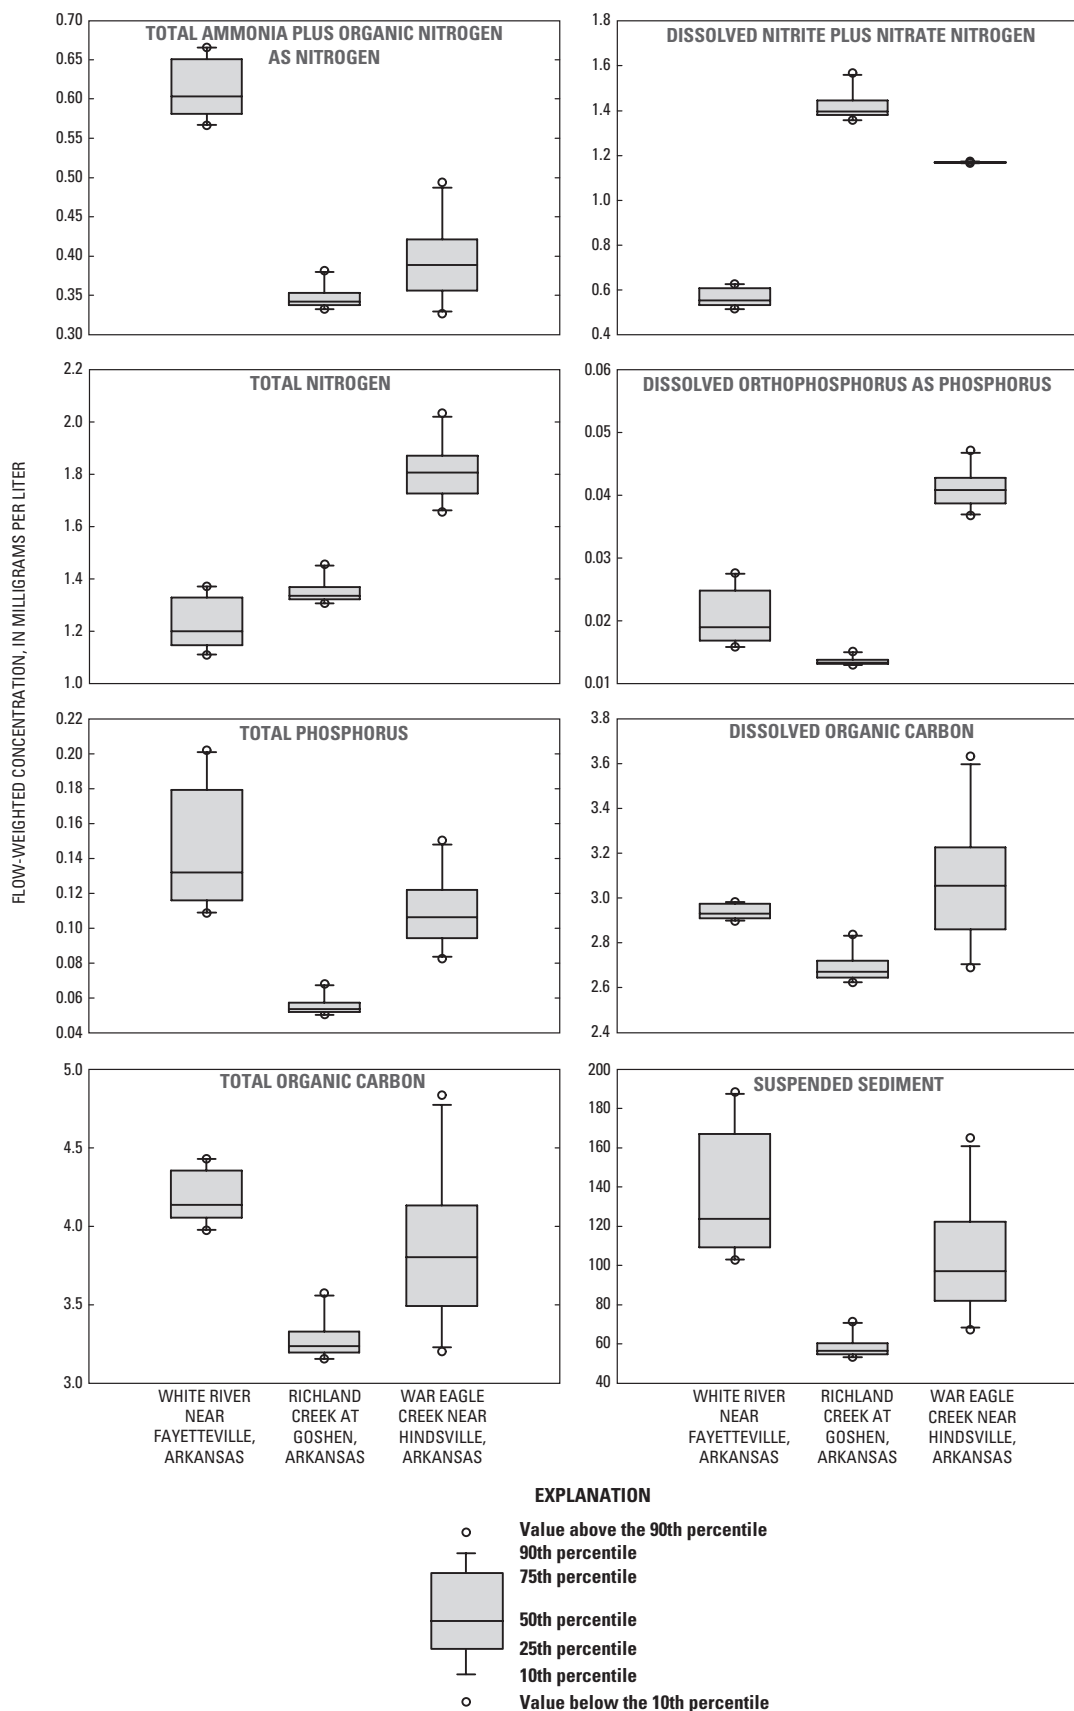 FLOW-WEIGHTED CONCENTRATION, IN MILLIGRAMS PER LITER
TOTAL AMMONIA PLUS ORGANIC NITROGEN
AS NITROGEN
0.70
0.65
0.60
0.55
0.50
0.45
0.40
0.35
0.30
DISSOLVED NITRITE PLUS NITRATE NITROGEN
1.8
1.6
1.4
1.2
1.0
0.8
0.6
0.4
TOTAL NITROGEN
2.2
2.0
1.8
1.6
1.4
1.2
1.0
DISSOLVED ORTHOPHOSPHORUS AS PHOSPHORUS
0.06
0.05
0.04
0.03
0.02
0.01
TOTAL PHOSPHORUS
0.22
0.20
0.18
0.16
0.14
0.12
0.10
0.08
0.06
0.04
DISSOLVED ORGANIC CARBON
3.8
3.6
3.4
3.2
3.0
2.8
2.6
2.4
TOTAL ORGANIC CARBON
5.0
4.5
4.0
3.5
3.0
WHITE RIVER
NEAR
FAYETTEVILLE,
ARKANSAS
RICHLAND
CREEK AT
GOSHEN,
ARKANSAS
WAR EAGLE
CREEK NEAR
HINDSVILLE,
ARKANSAS
SUSPENDED SEDIMENT
200
180
160
140
120
100
80
60
40
WHITE RIVER
NEAR
FAYETTEVILLE,
ARKANSAS
RICHLAND
CREEK AT
GOSHEN,
ARKANSAS
WAR EAGLE
CREEK NEAR
HINDSVILLE,
ARKANSAS
EXPLANATION
Value above the 90th percentile
90th percentile
75th percentile
50th percentile
25th percentile
10th percentile
Value below the 10th percentile